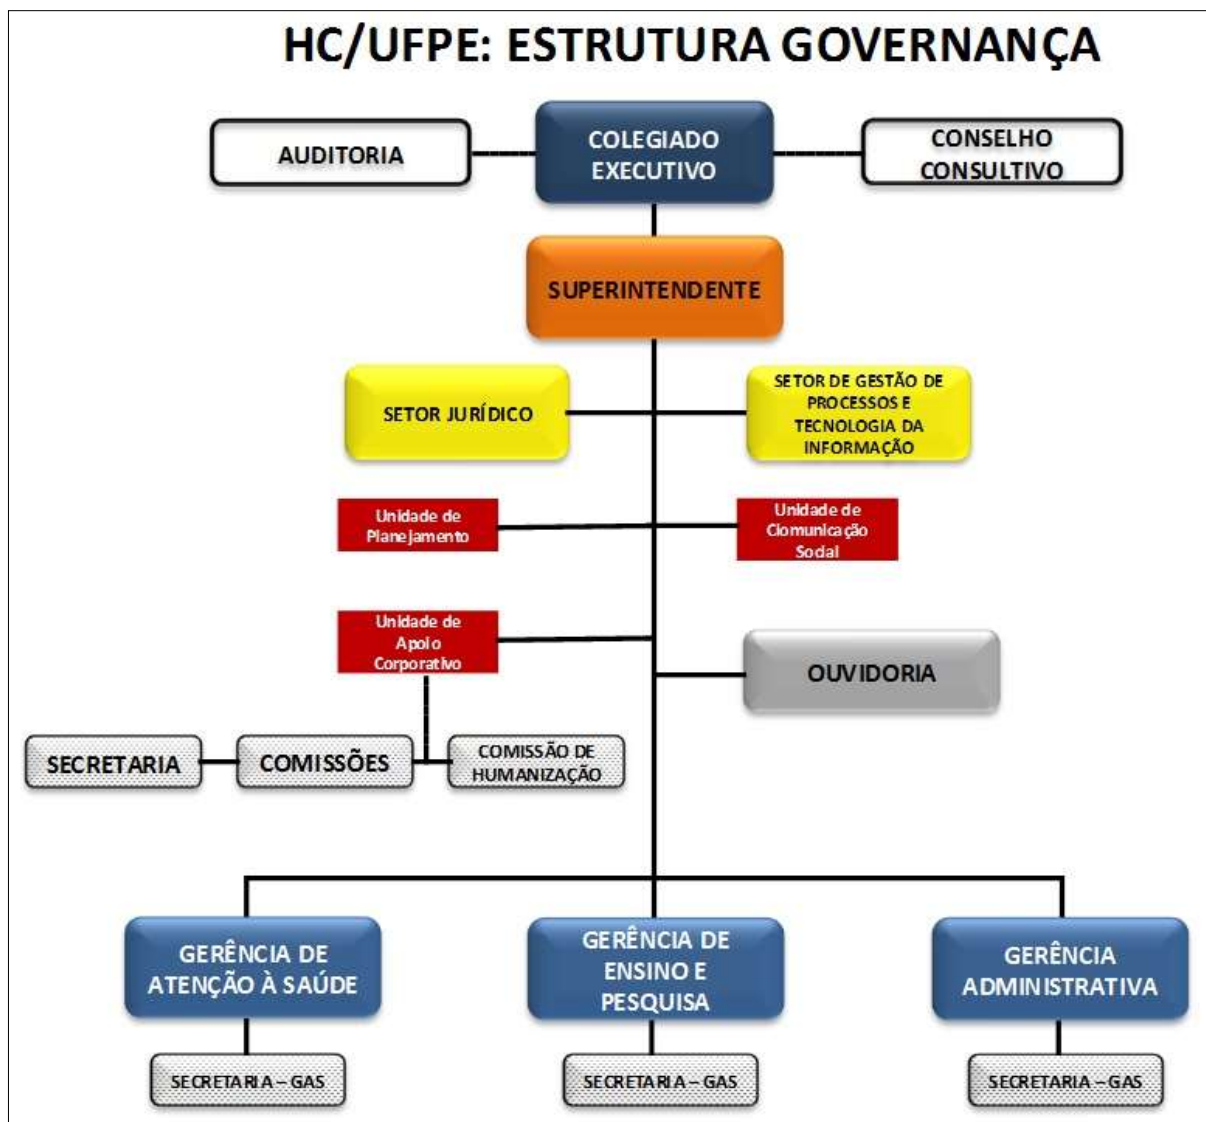 HC/UFPE: ESTRUTURA GOVERNANÇA
AUDITORIA
COLEGIADO
EXECUTIVO
CONSELHO
CONSULTIVO
SUPERINTENDENTE
SETOR JURÍDICO
SETOR DE GESTÃO DE
PROCESSOS E
TECNOLOGIA DA
INFORMAÇÃO
Unidade de
Planejamento
Unidade de
Clomunicação
Social
Unidade de
Apoio
Corporativo
OUVIDORIA
SECRETARIA
COMISSÕES
COMISSÃO DE
HUMANIZAÇÃO
GERÊNCIA DE
ATENÇÃO À SAÚDE
GERÊNCIA DE
ENSINO E
PESQUISA
GERÊNCIA
ADMINISTRATIVA
SECRETARIA – GAS
SECRETARIA – GAS
SECRETARIA – GAS